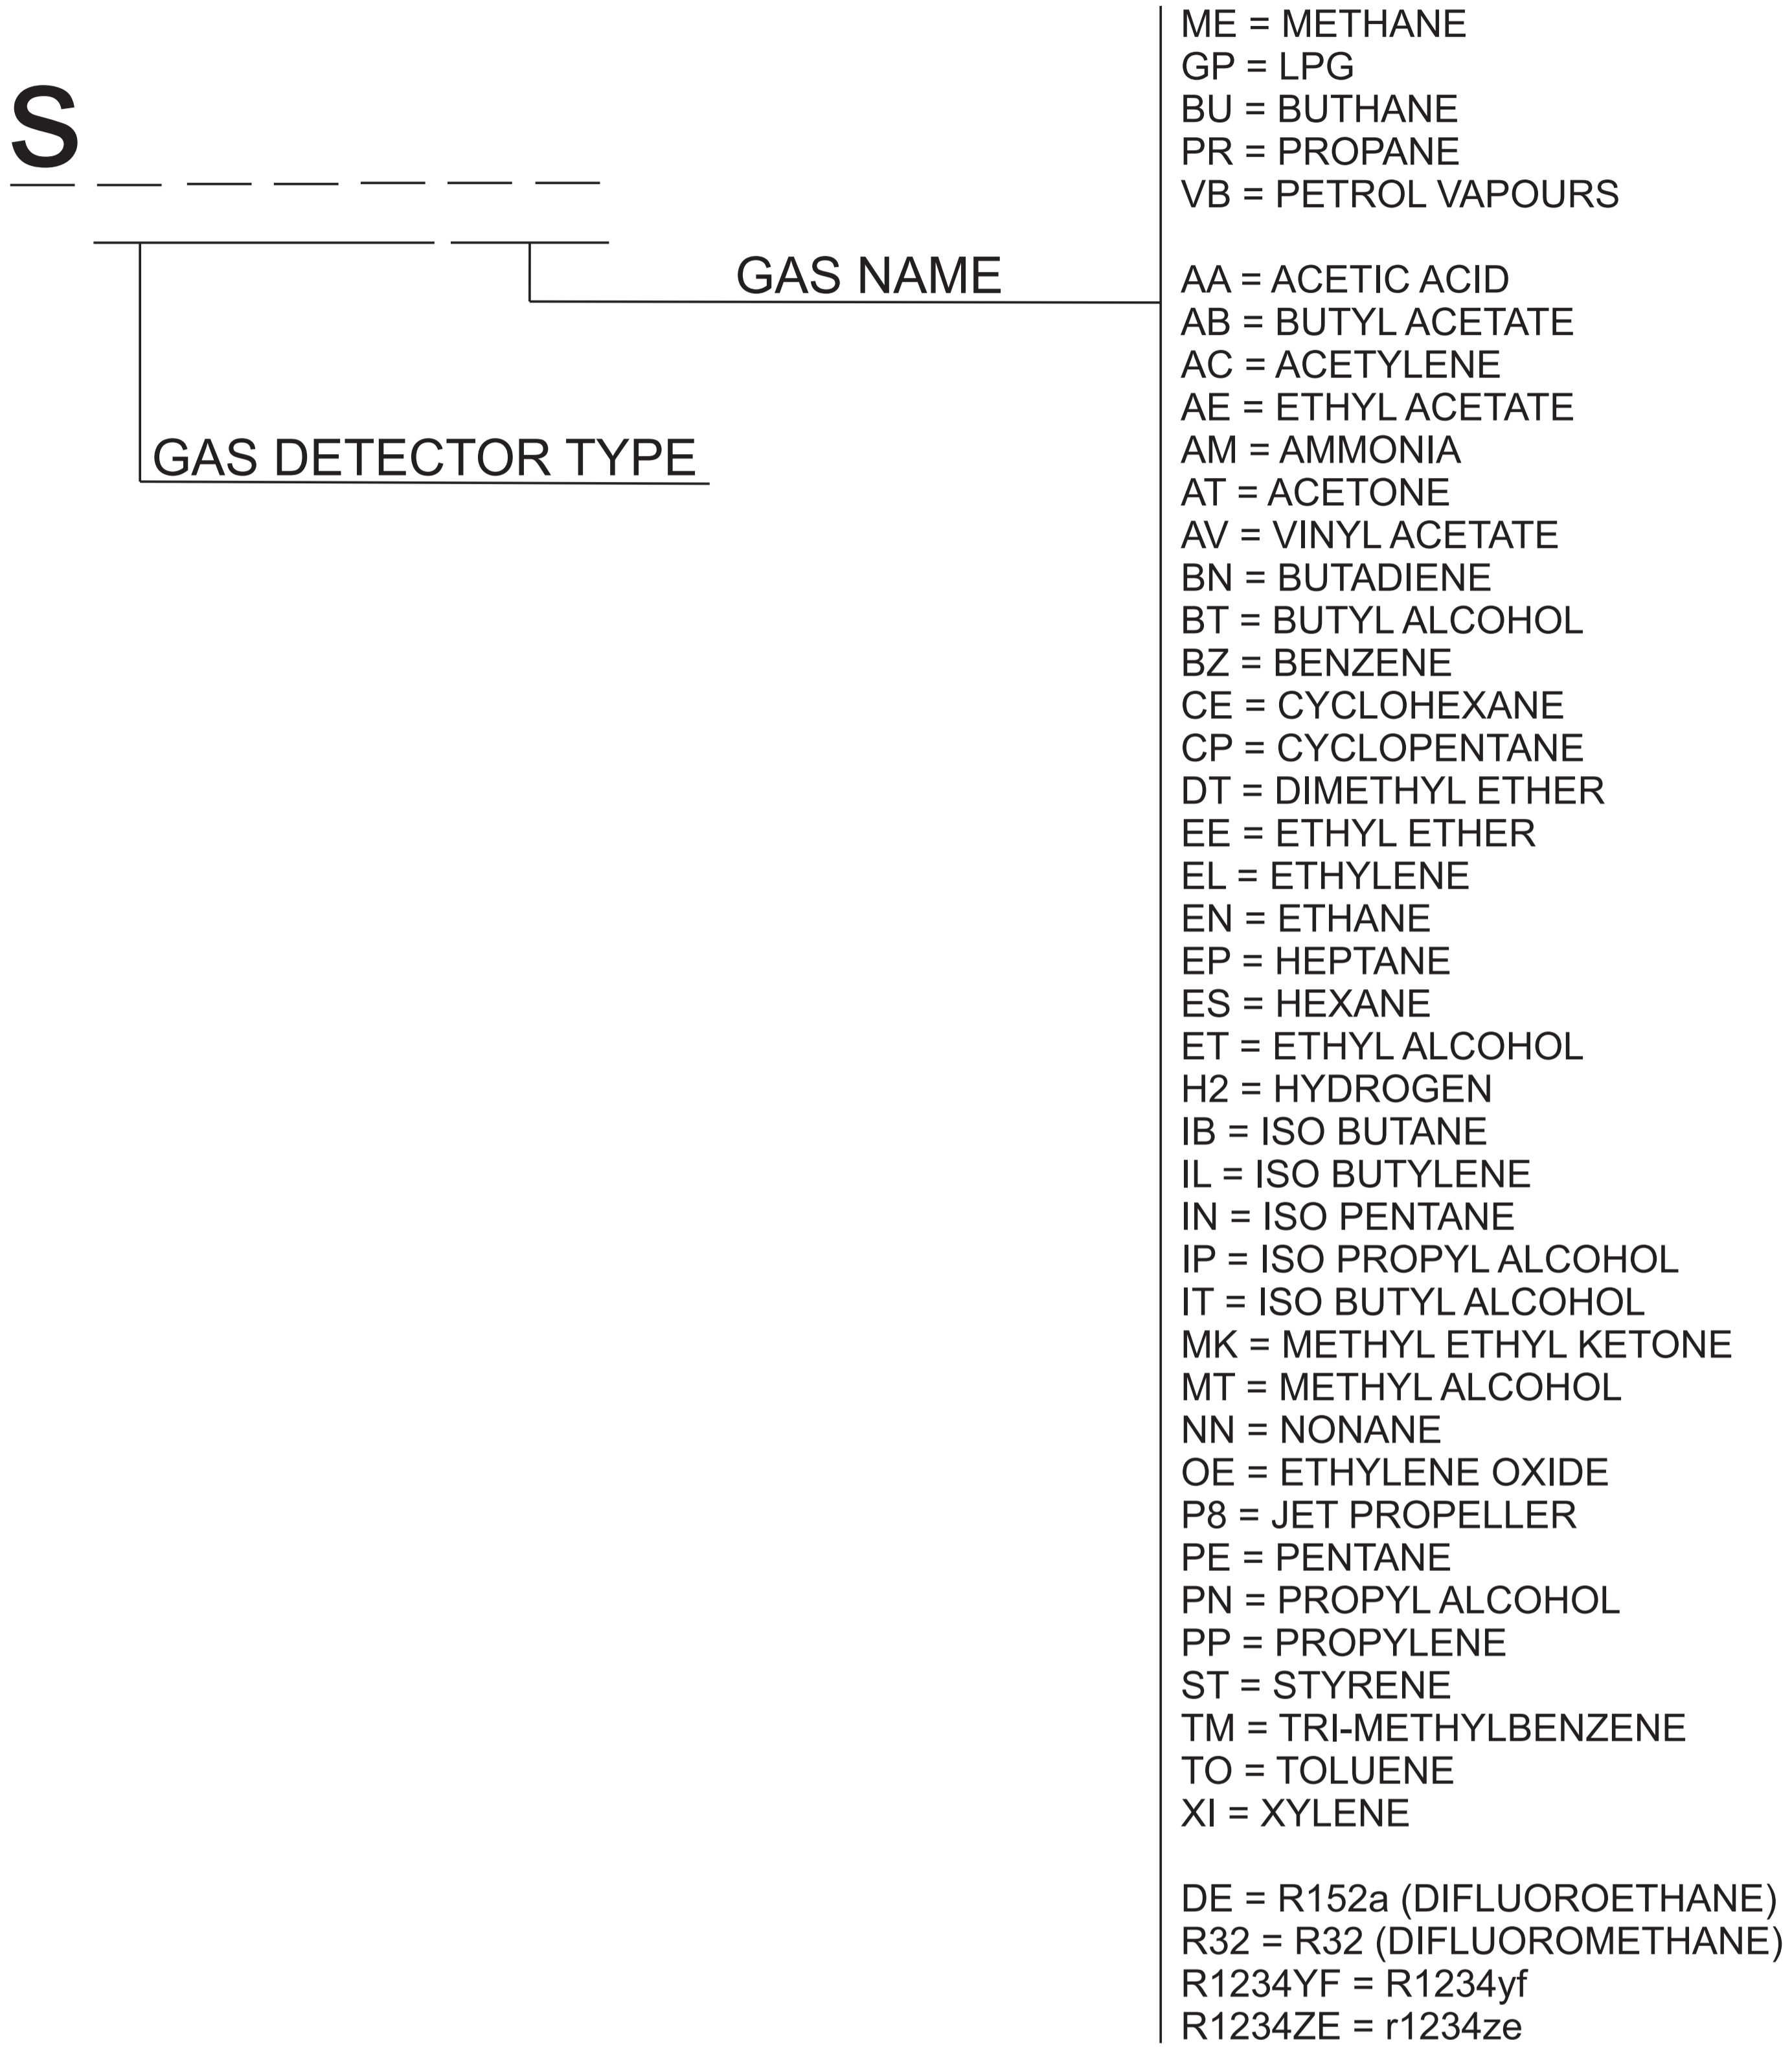 S
GAS NAME
GAS DETECTOR TYPE
ME = METHANE
GP = LPG
BU = BUTHANE
PR = PROPANE
VB = PETROL VAPOURS
AA = ACETIC ACID
AB = BUTYL ACETATE
AC = ACETYLENE
AE = ETHYL ACETATE
AM = AMMONIA
AT = ACETONE
AV = VINYL ACETATE
BN = BUTADIENE
BT = BUTYL ALCOHOL
BZ = BENZENE
CE = CYCLOHEXANE
CP = CYCLOPENTANE
DT = DIMETHYL ETHER
EE = ETHYL ETHER
EL = ETHYLENE
EN = ETHANE
EP = HEPTANE
ES = HEXANE
ET = ETHYL ALCOHOL
H2 = HYDROGEN
IB = ISO BUTANE
IL = ISO BUTYLENE
IN = ISO PENTANE
IP = ISO PROPYL ALCOHOL
IT = ISO BUTYL ALCOHOL
MK = METHYL ETHYL KETONE
MT = METHYL ALCOHOL
NN = NONANE
OE = ETHYLENE OXIDE
P8 = JET PROPELLER
PE = PENTANE
PN = PROPYL ALCOHOL
PP = PROPYLENE
ST = STYRENE
TM = TRI-METHYLBENZENE
TO = TOLUENE
XI = XYLENE
DE = R152a (DIFLUOROETHANE)
R32 = R32 (DIFLUOROMETHANE)
R1234YF = R1234yf
R1234ZE = r1234ze